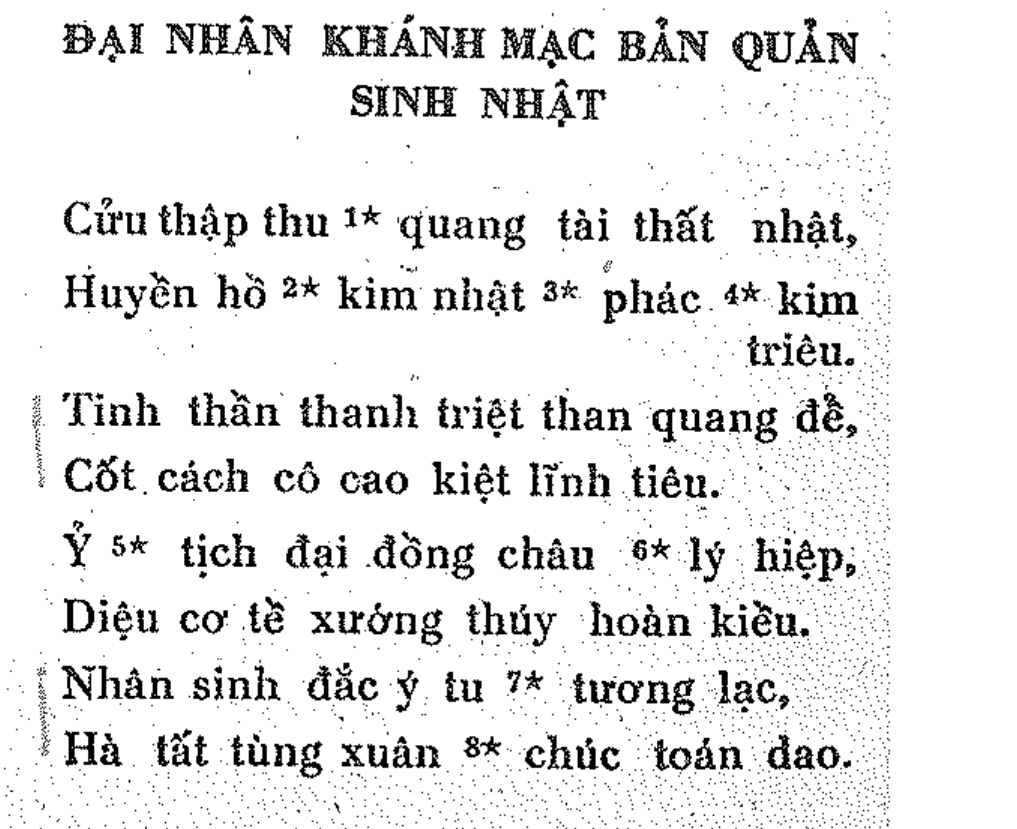 ĐẠI NHÂN KHÁNH MẠC BẢN QUẢN
SINH NHẬT
Cửu thập thu 1* quang tài thất nhật,
Huyền hồ 2* kim nhật 3* phác 4* kim
triêu.
Tinh thần thanh triệt than quang để,
Cốt cách cô cao kiệt lĩnh tiêu.
Ỷ 5* tịch đại đồng châu 6* lý hiệp,
Diệu cơ tề xướng thúy hoàn kiều.
Nhân sinh đắc ý tu 7* tương lạc,
Hà tất tùng xuân 8* chúc toán dao.